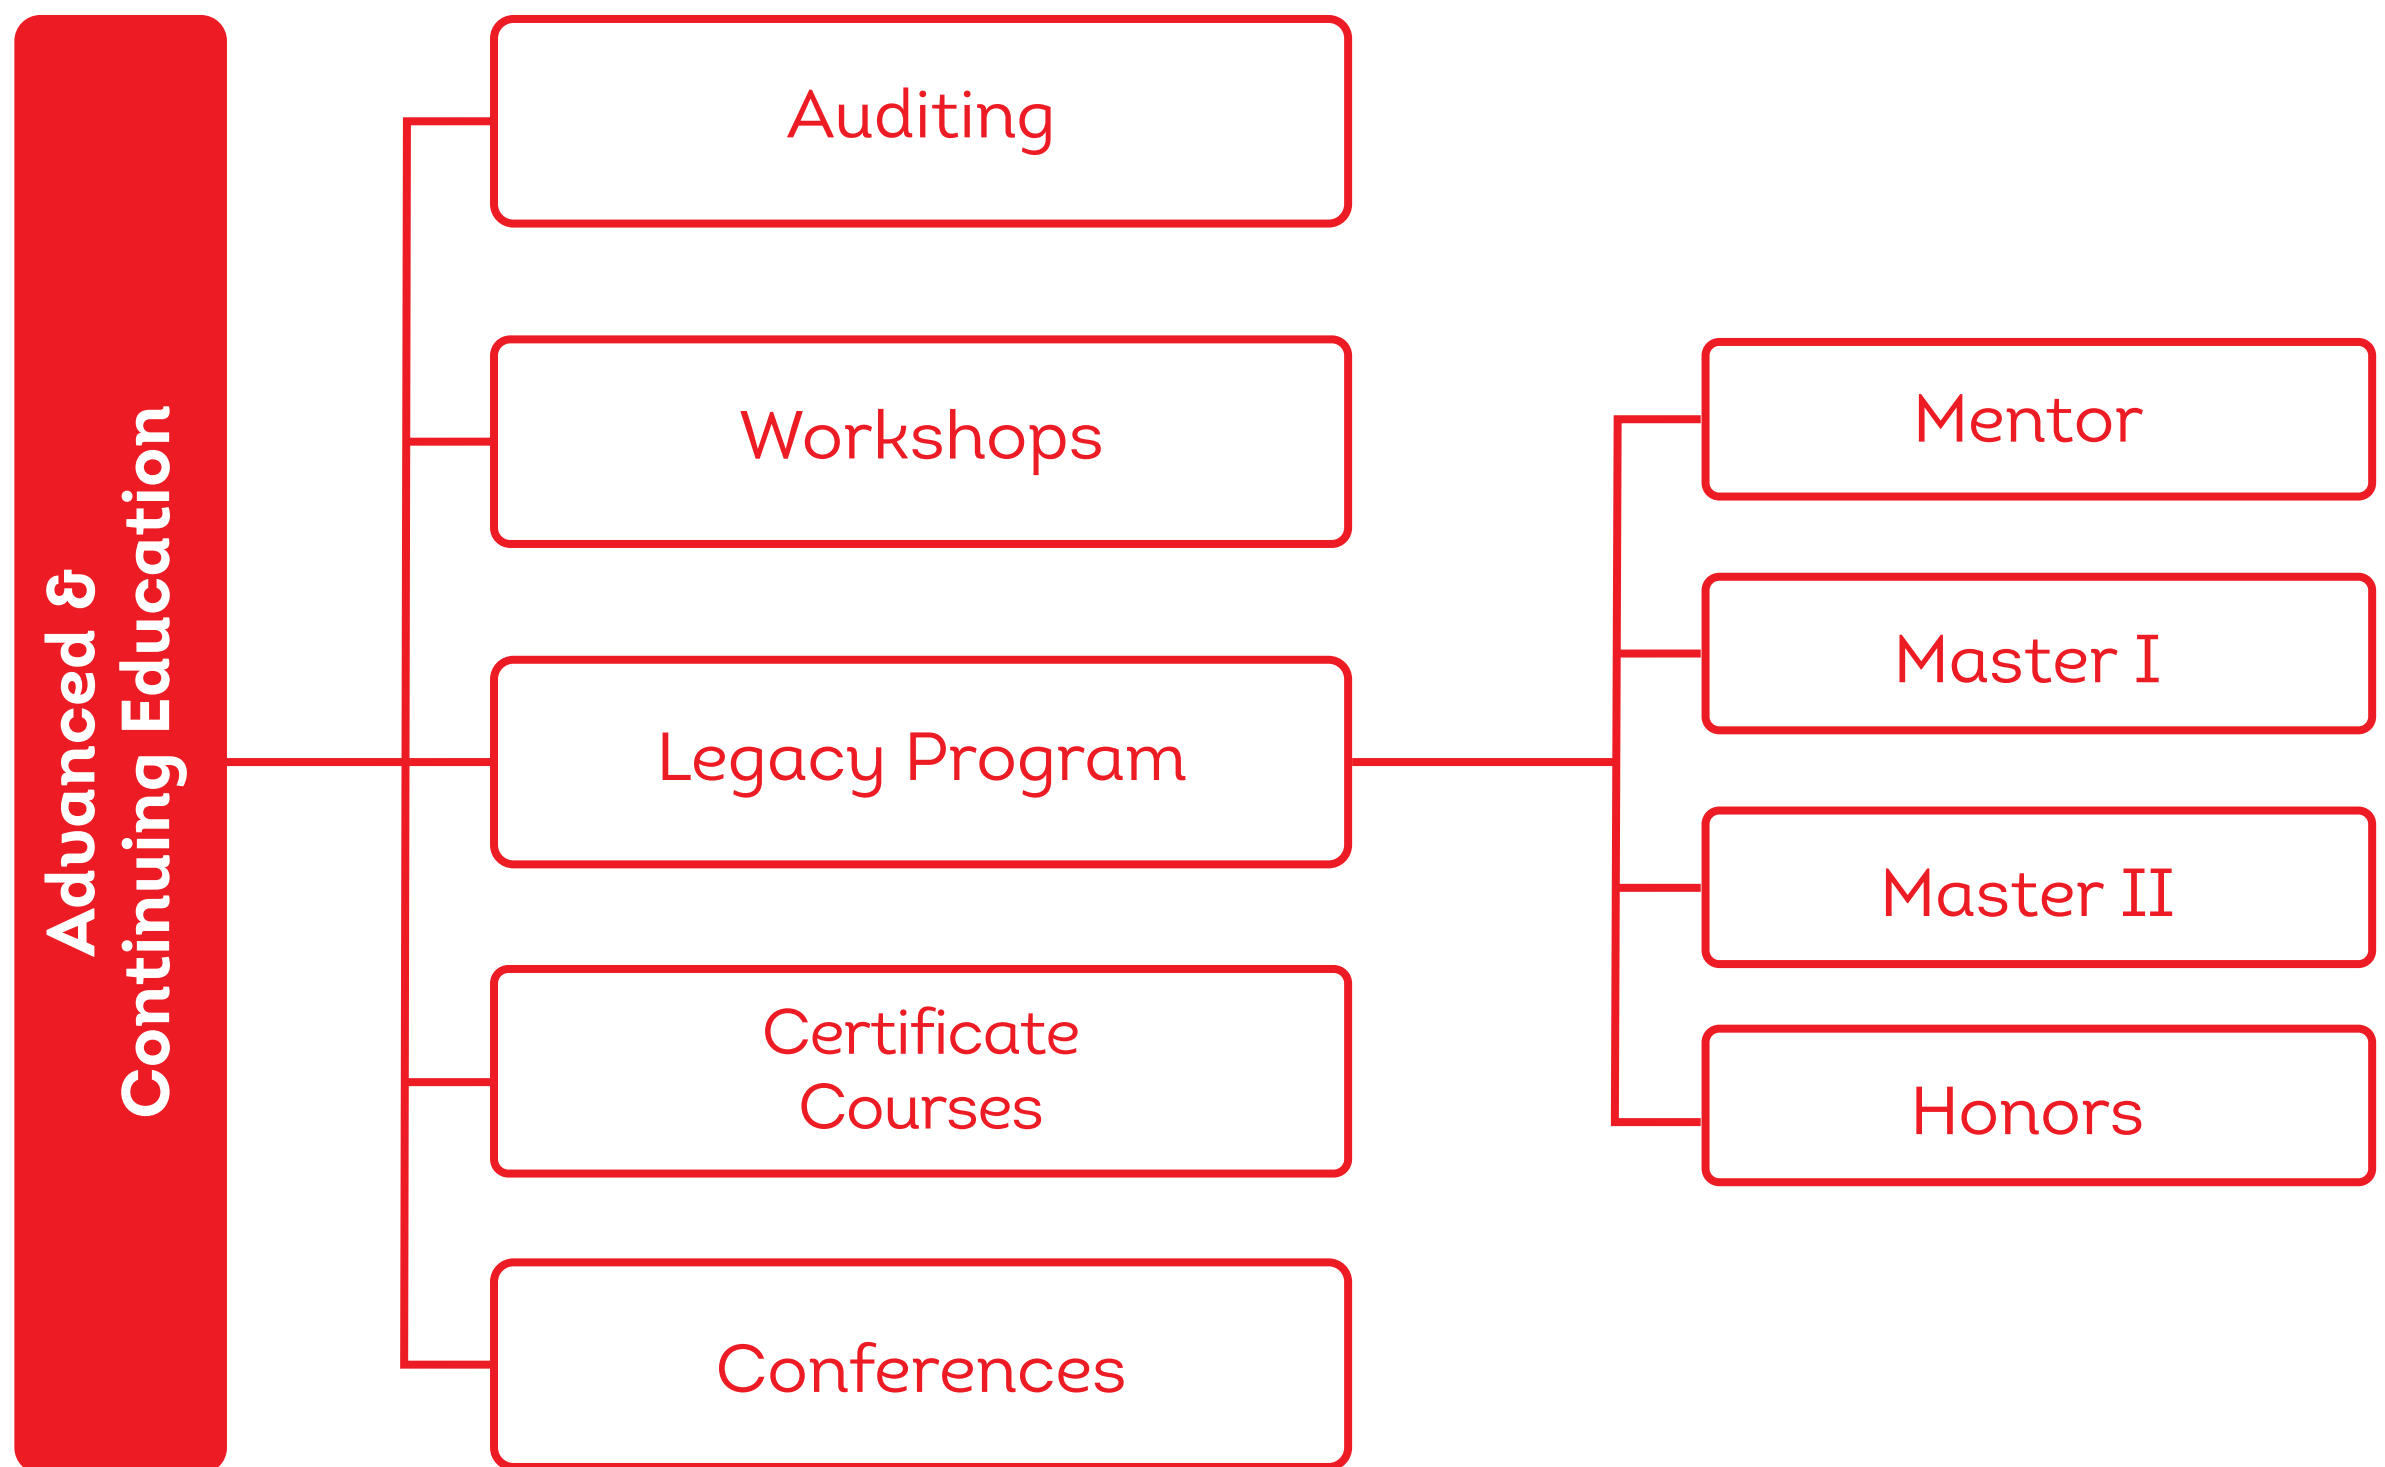 Advanced &
Continuing Education
Auditing
Workshops
Legacy Program
Certificate
Courses
Conferences
Mentor
Master I
Master II
Honors